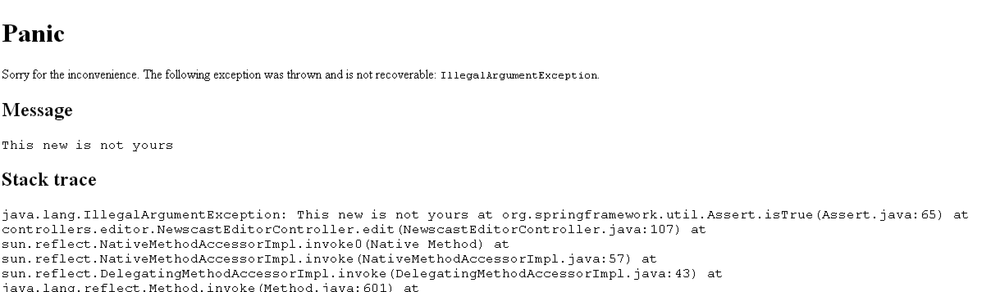 Panic
Sorry for the inconvenience. The following exception was thrown and is not recoverable: IllegalArgumentException.
Message
This new is not yours
Stack trace
java.lang.IllegalArgumentException: This new is not yours at org.springframework.util.Assert.isTrue(Assert.java:65) at
controllers.editor.NewscastEditorController.edit(NewscastEditorController.java:107) at
sun.reflect.NativeMethodAccessorImpl.invoke0(Native Method) at
sun.reflect.NativeMethodAccessorImpl.invoke(NativeMethodAccessorImpl.java:57) at
sun.reflect.DelegatingMethodAccessorImpl.invoke(DelegatingMethodAccessorImpl.java:43) at
java.lang.reflect.Method.invoke(Method.java:601) at